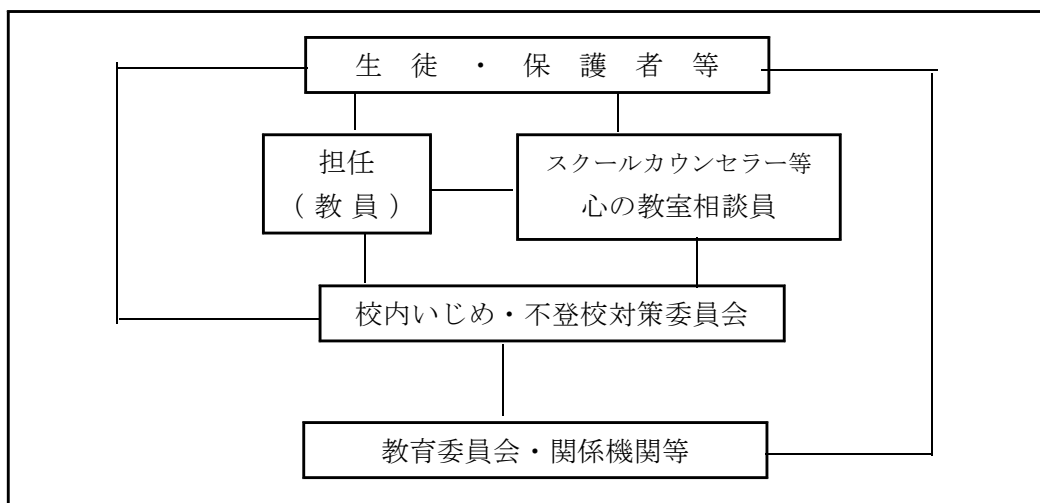 生　徒　・　保　護　者　等
担任
（ 教 員 ）
スクールカウンセラー等
心の教室相談員
校内いじめ・不登校対策委員会
教育委員会・関係機関等